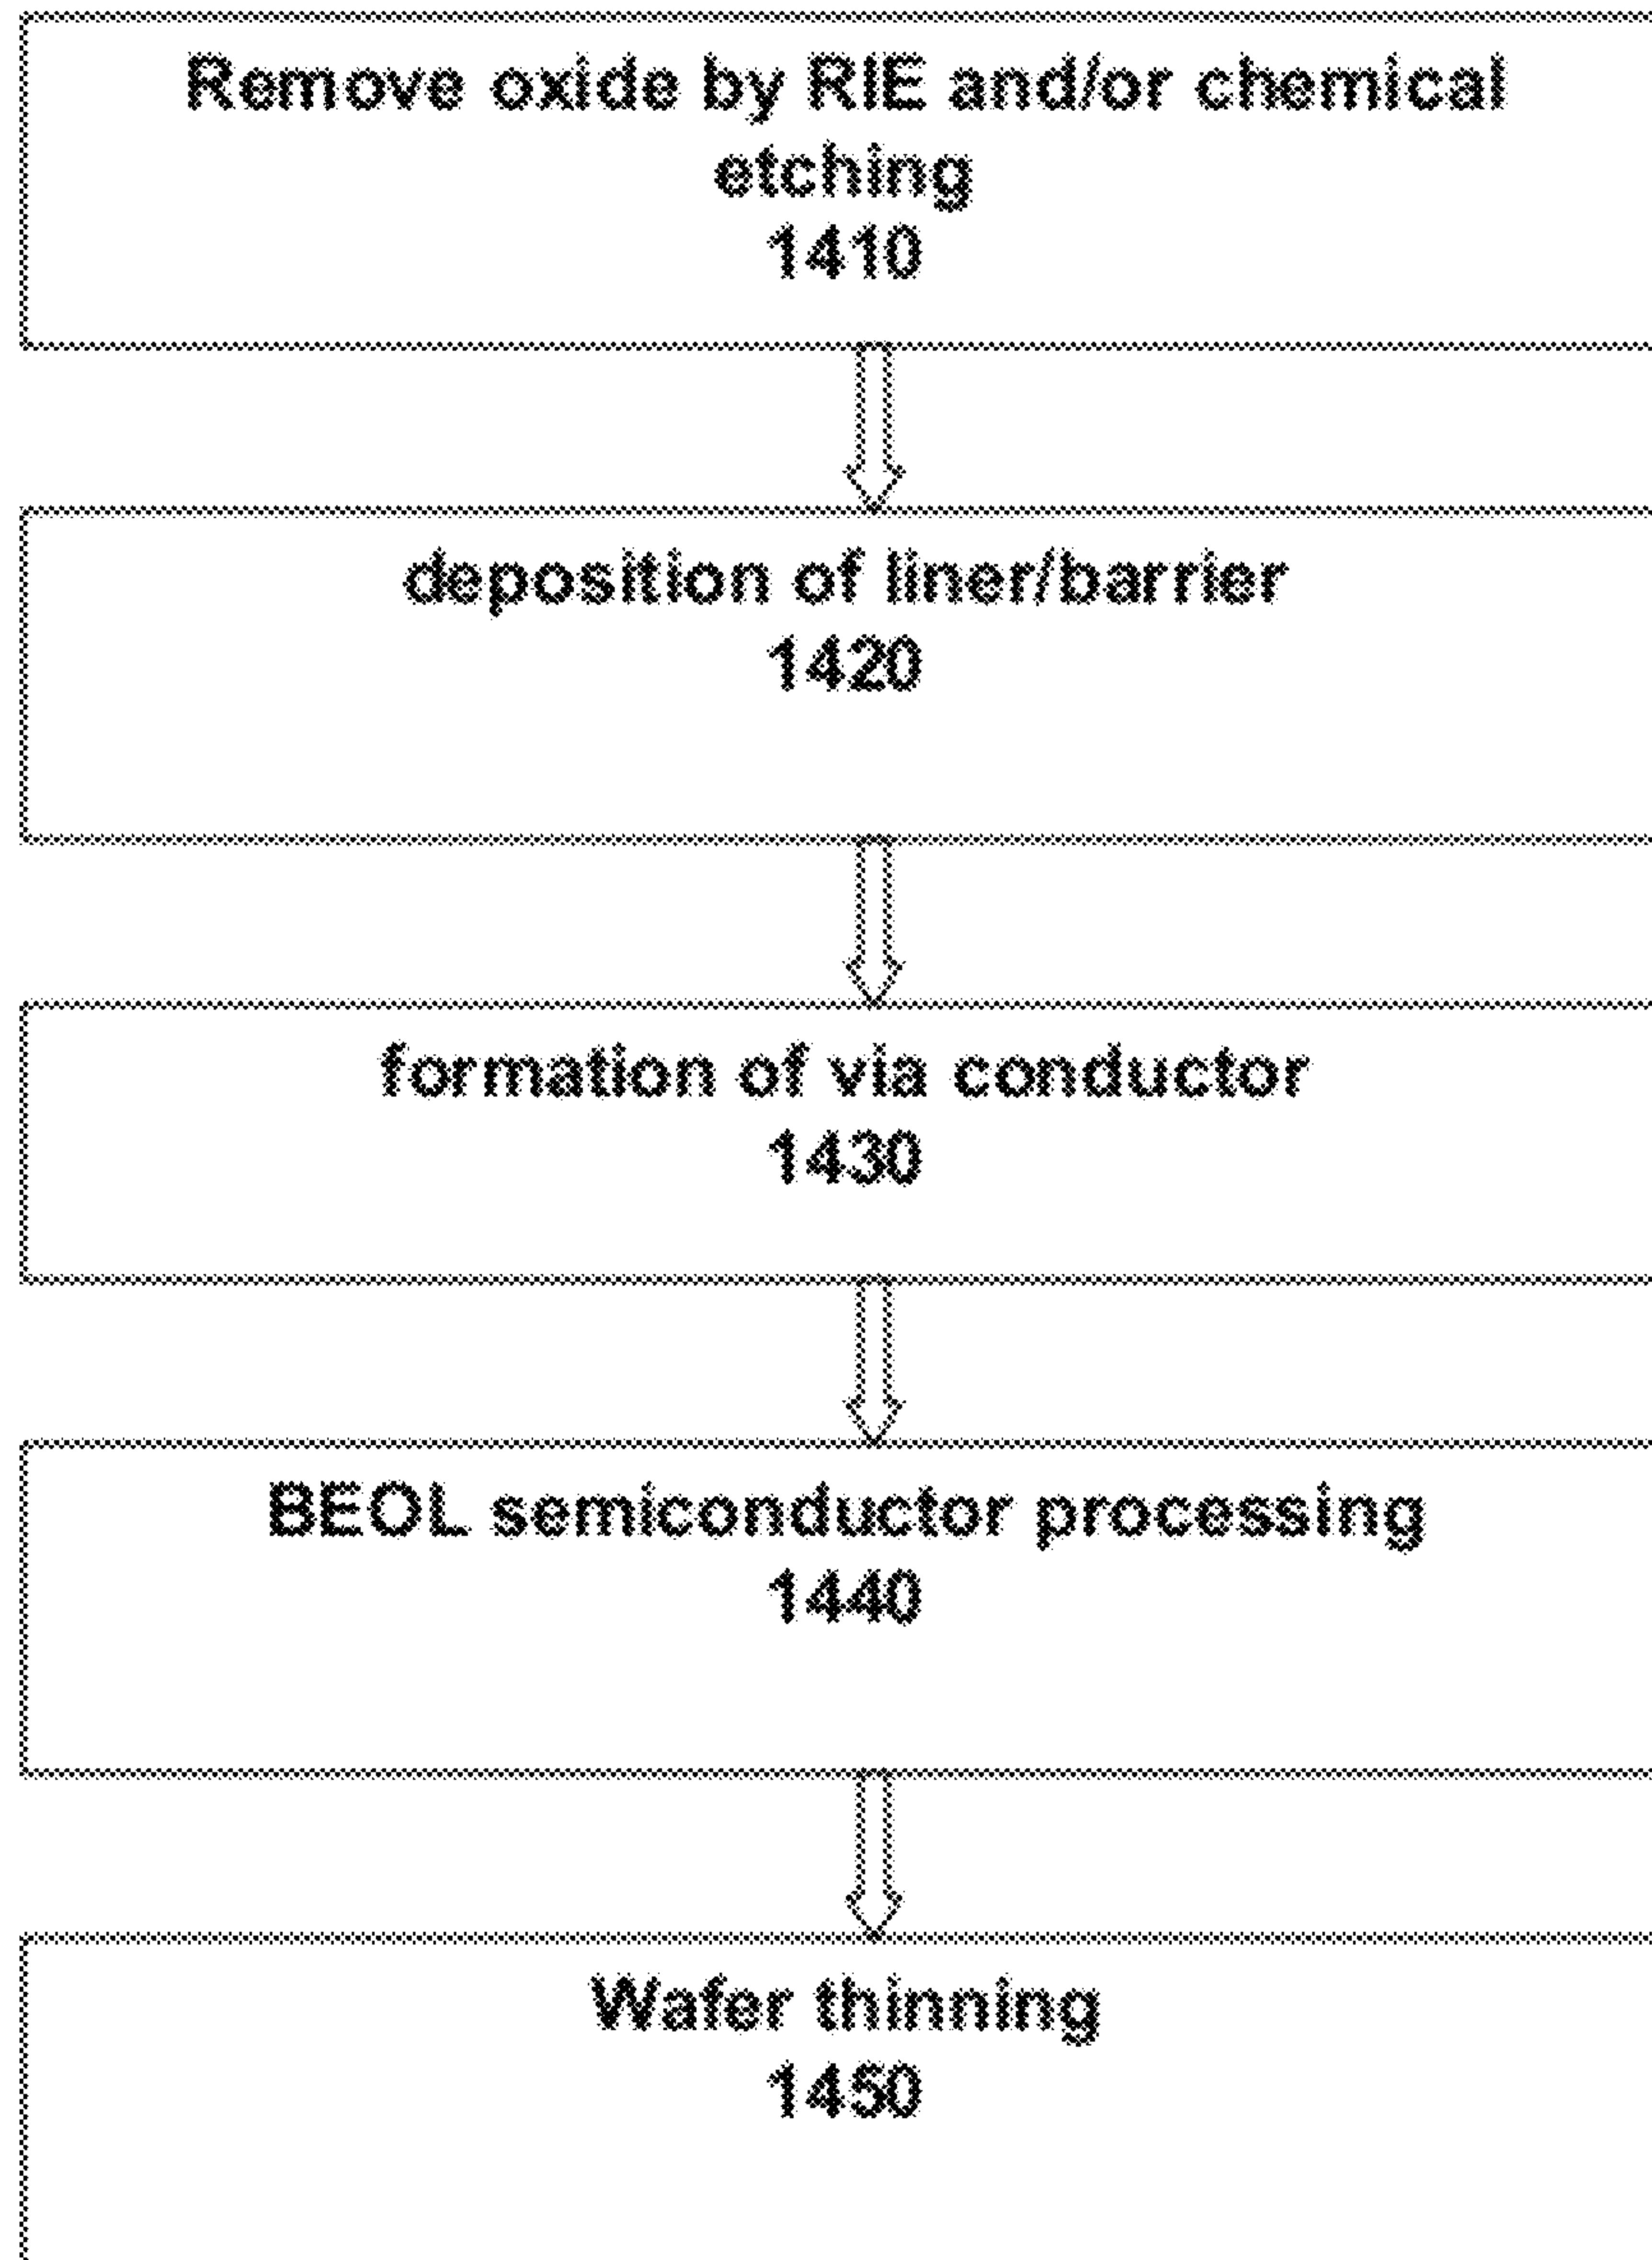 Remove oxide by RIE and/or chemical
etching
1410
deposition of liner/barrier
1420
formation of via conductor
1430
BEOL semiconductor processing
1440
Wafer thinning
1450